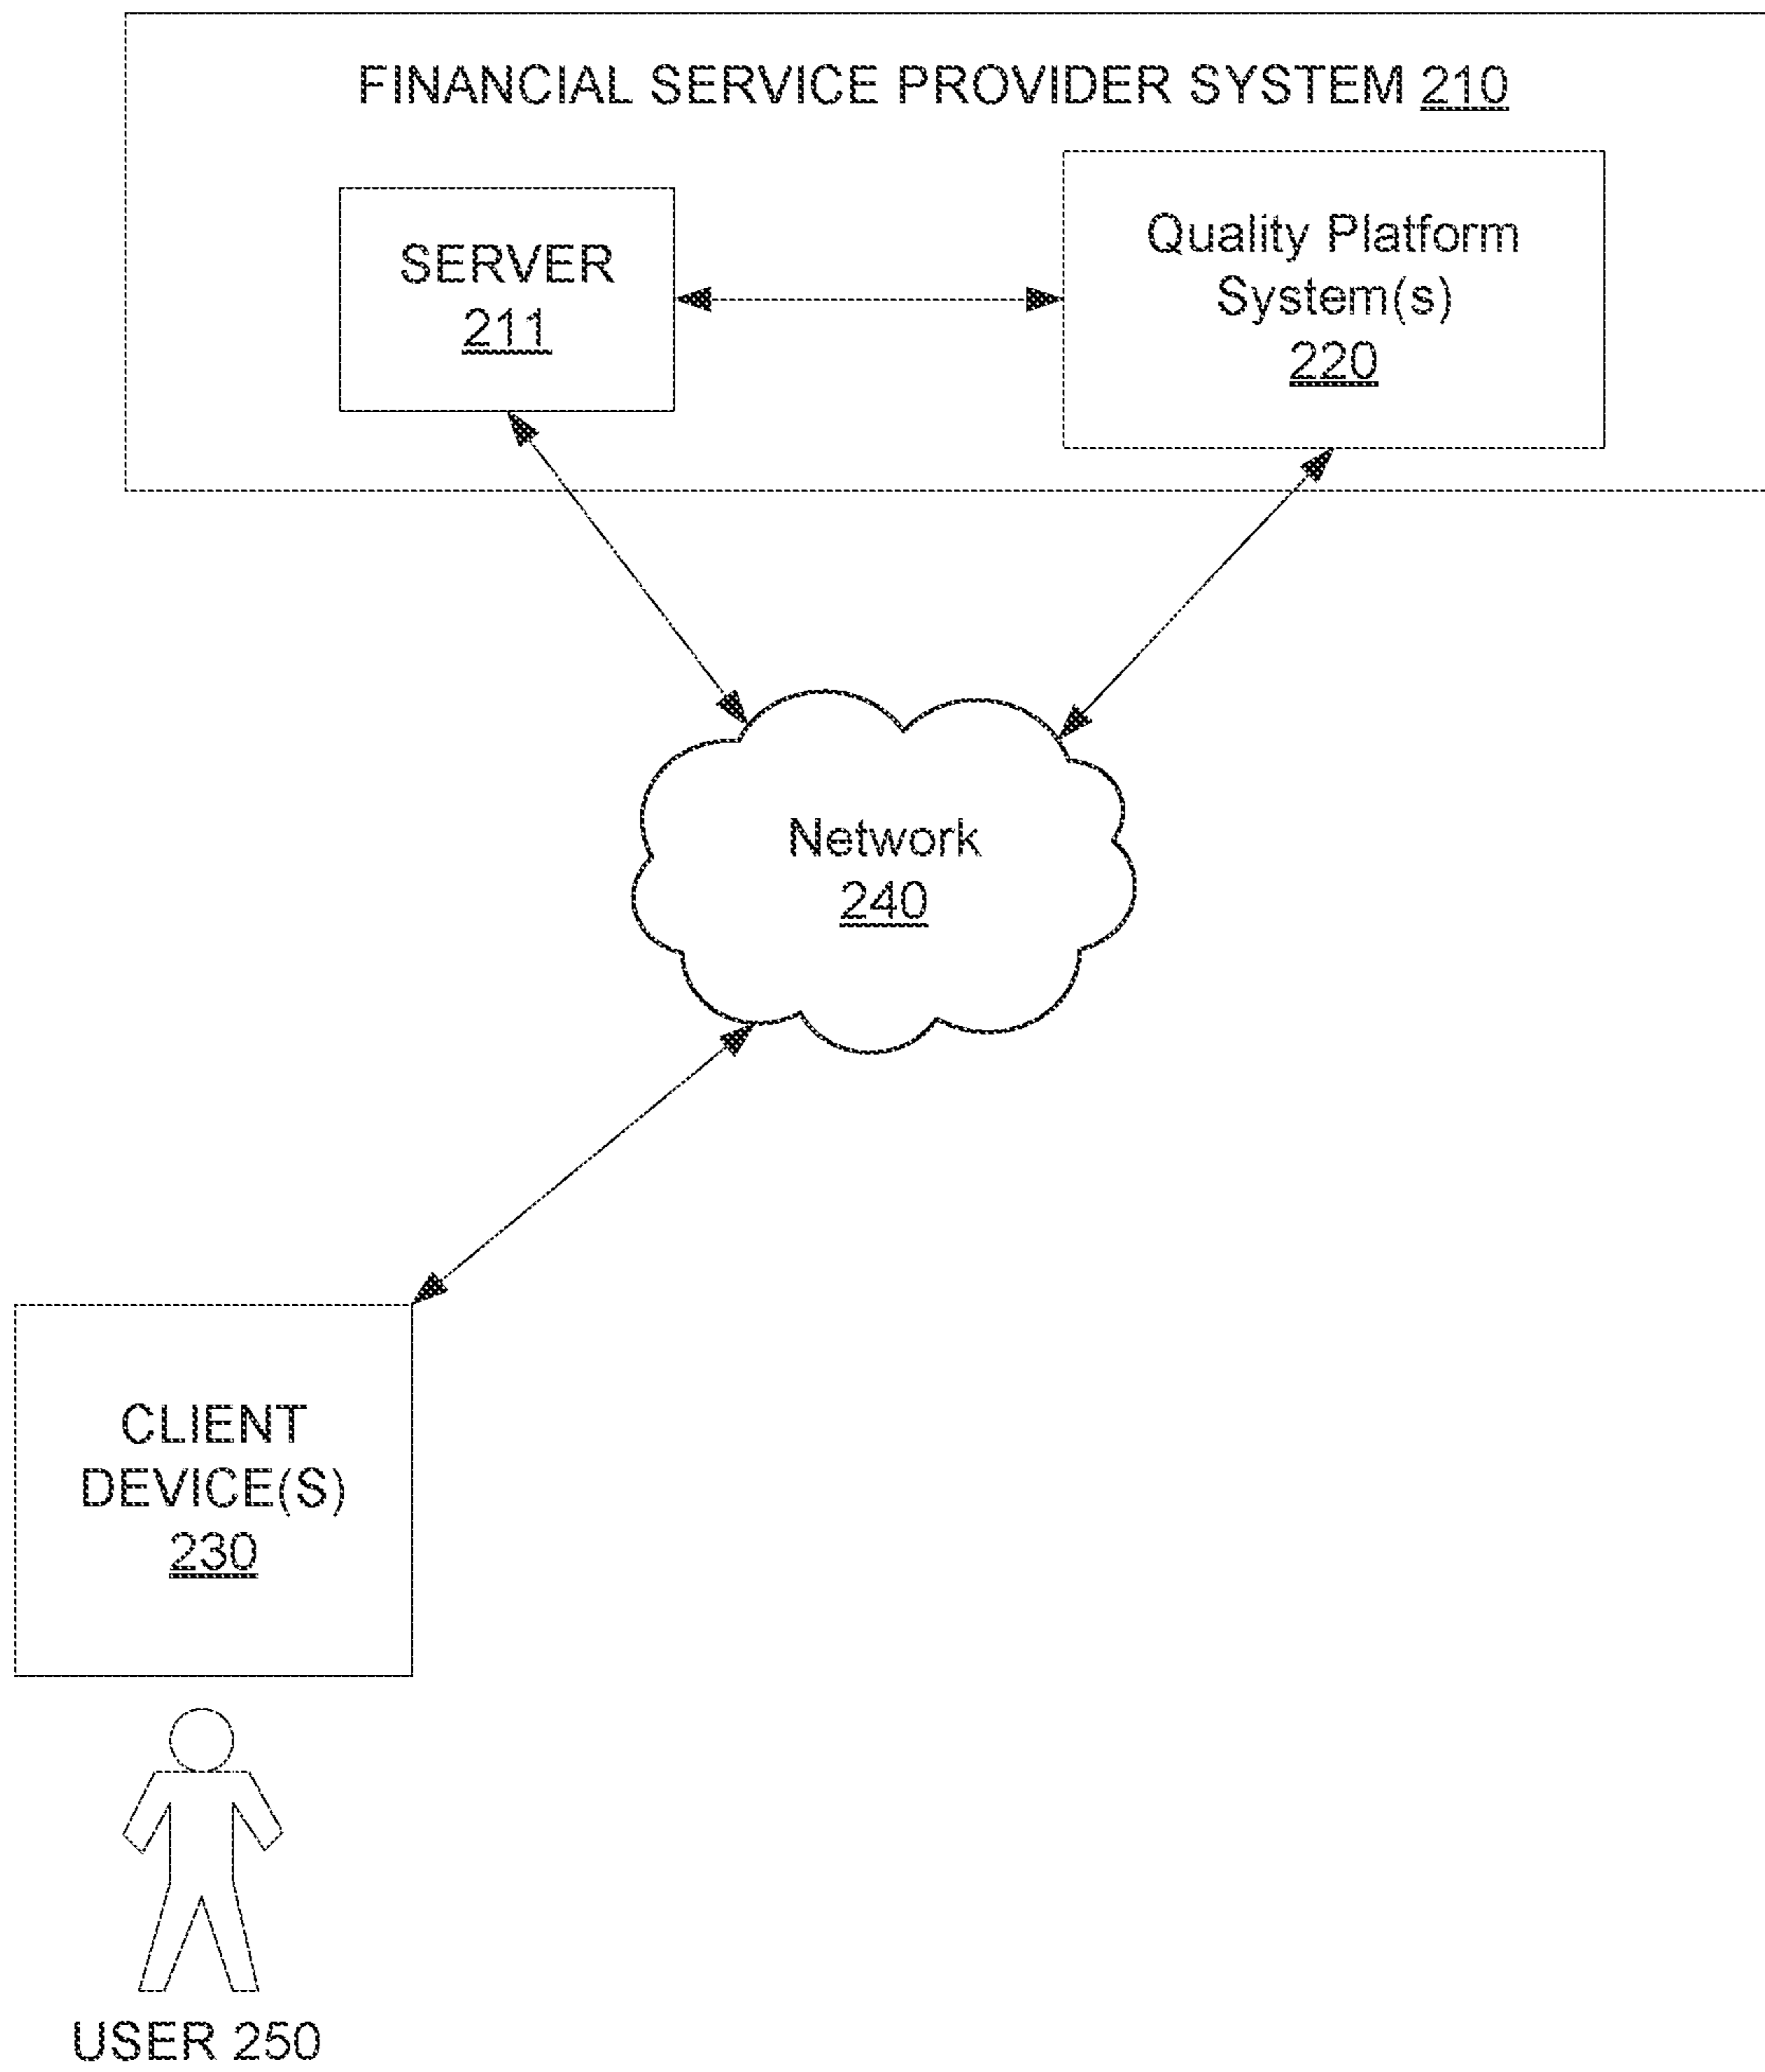 FINANCIAL SERVICE PROVIDER SYSTEM 210
SERVER
211
Quality Platform
System(s)
220
Network
240
CLIENT
DEVICE(S)
230
USER 250